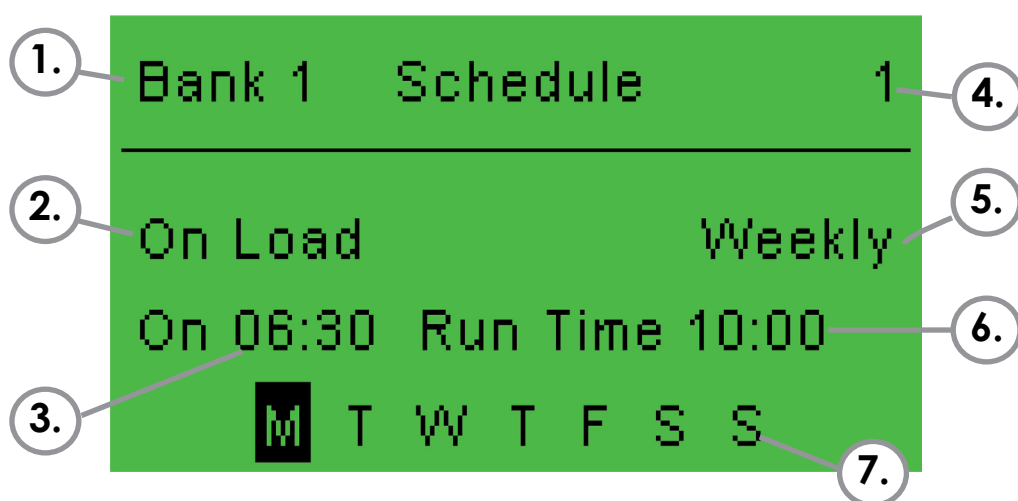 1.
Bank 1 Schedule 1
4.
2.
On Load Weekly
5.
On 06:30 Run Time 10:00
6.
3.
M T W T F S S
7.